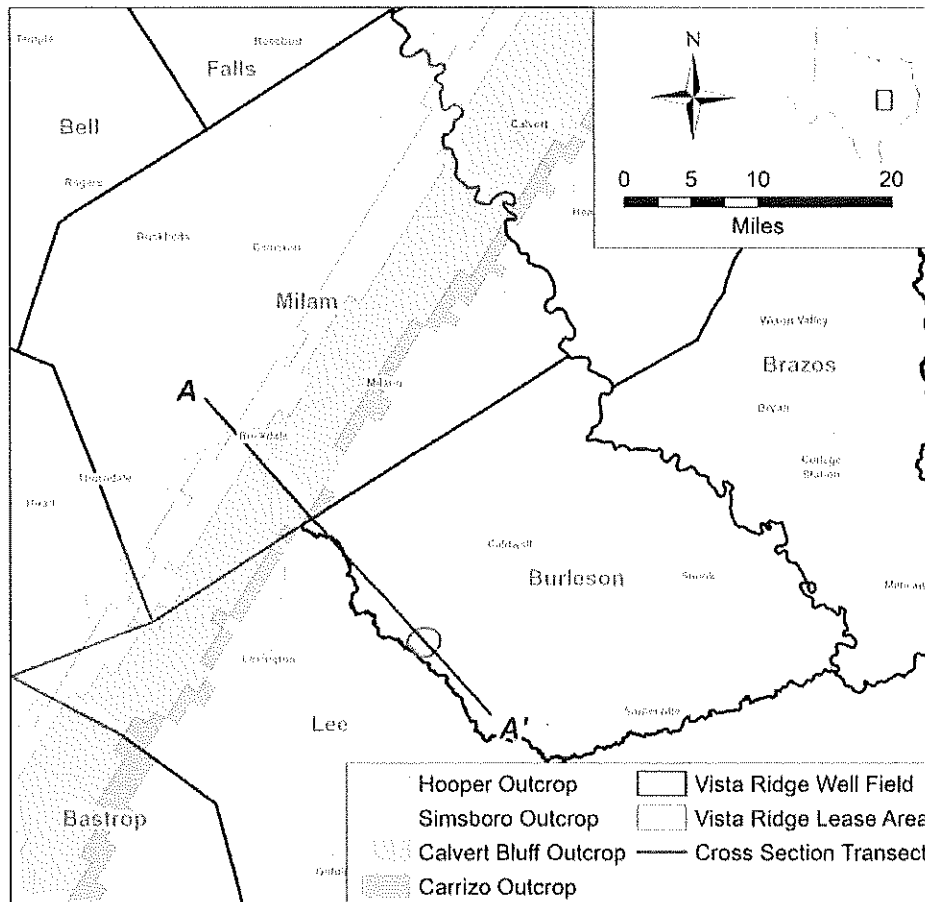 Temple
Rosebud
Falls
Bell
Calvert
Rogers
Buckholts
Cameron
Milam
Milano
A
Rockdale
Thorndale
Lexington
Lee
Bastrop
Caldwell
Burleson
Snook
Somerville
A'
Brazos
Bryan
College
Station
N
0 5 10 20
Miles
Hooper Outcrop
Simsboro Outcrop
Calvert Bluff Outcrop
Carrizo Outcrop
Vista Ridge Well Field
Vista Ridge Lease Area
Cross Section Transect